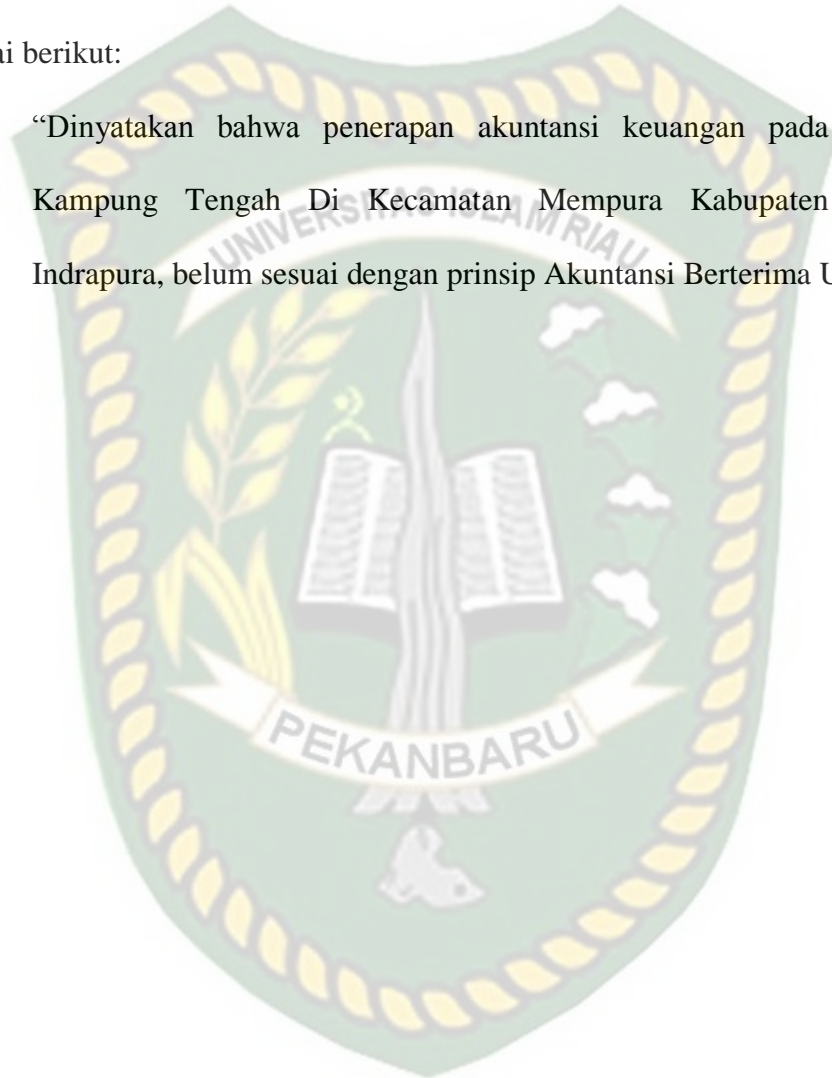 ai berikut:
“Dinyatakan bahwa penerapan akuntansi keuangan pada
Kampung Tengah Di Kecamatan Mempura Kabupaten
Indrapura, belum sesuai dengan prinsip Akuntansi Berterima U
UNIVERSITAS ISLAM RIAU
PEKANBARU